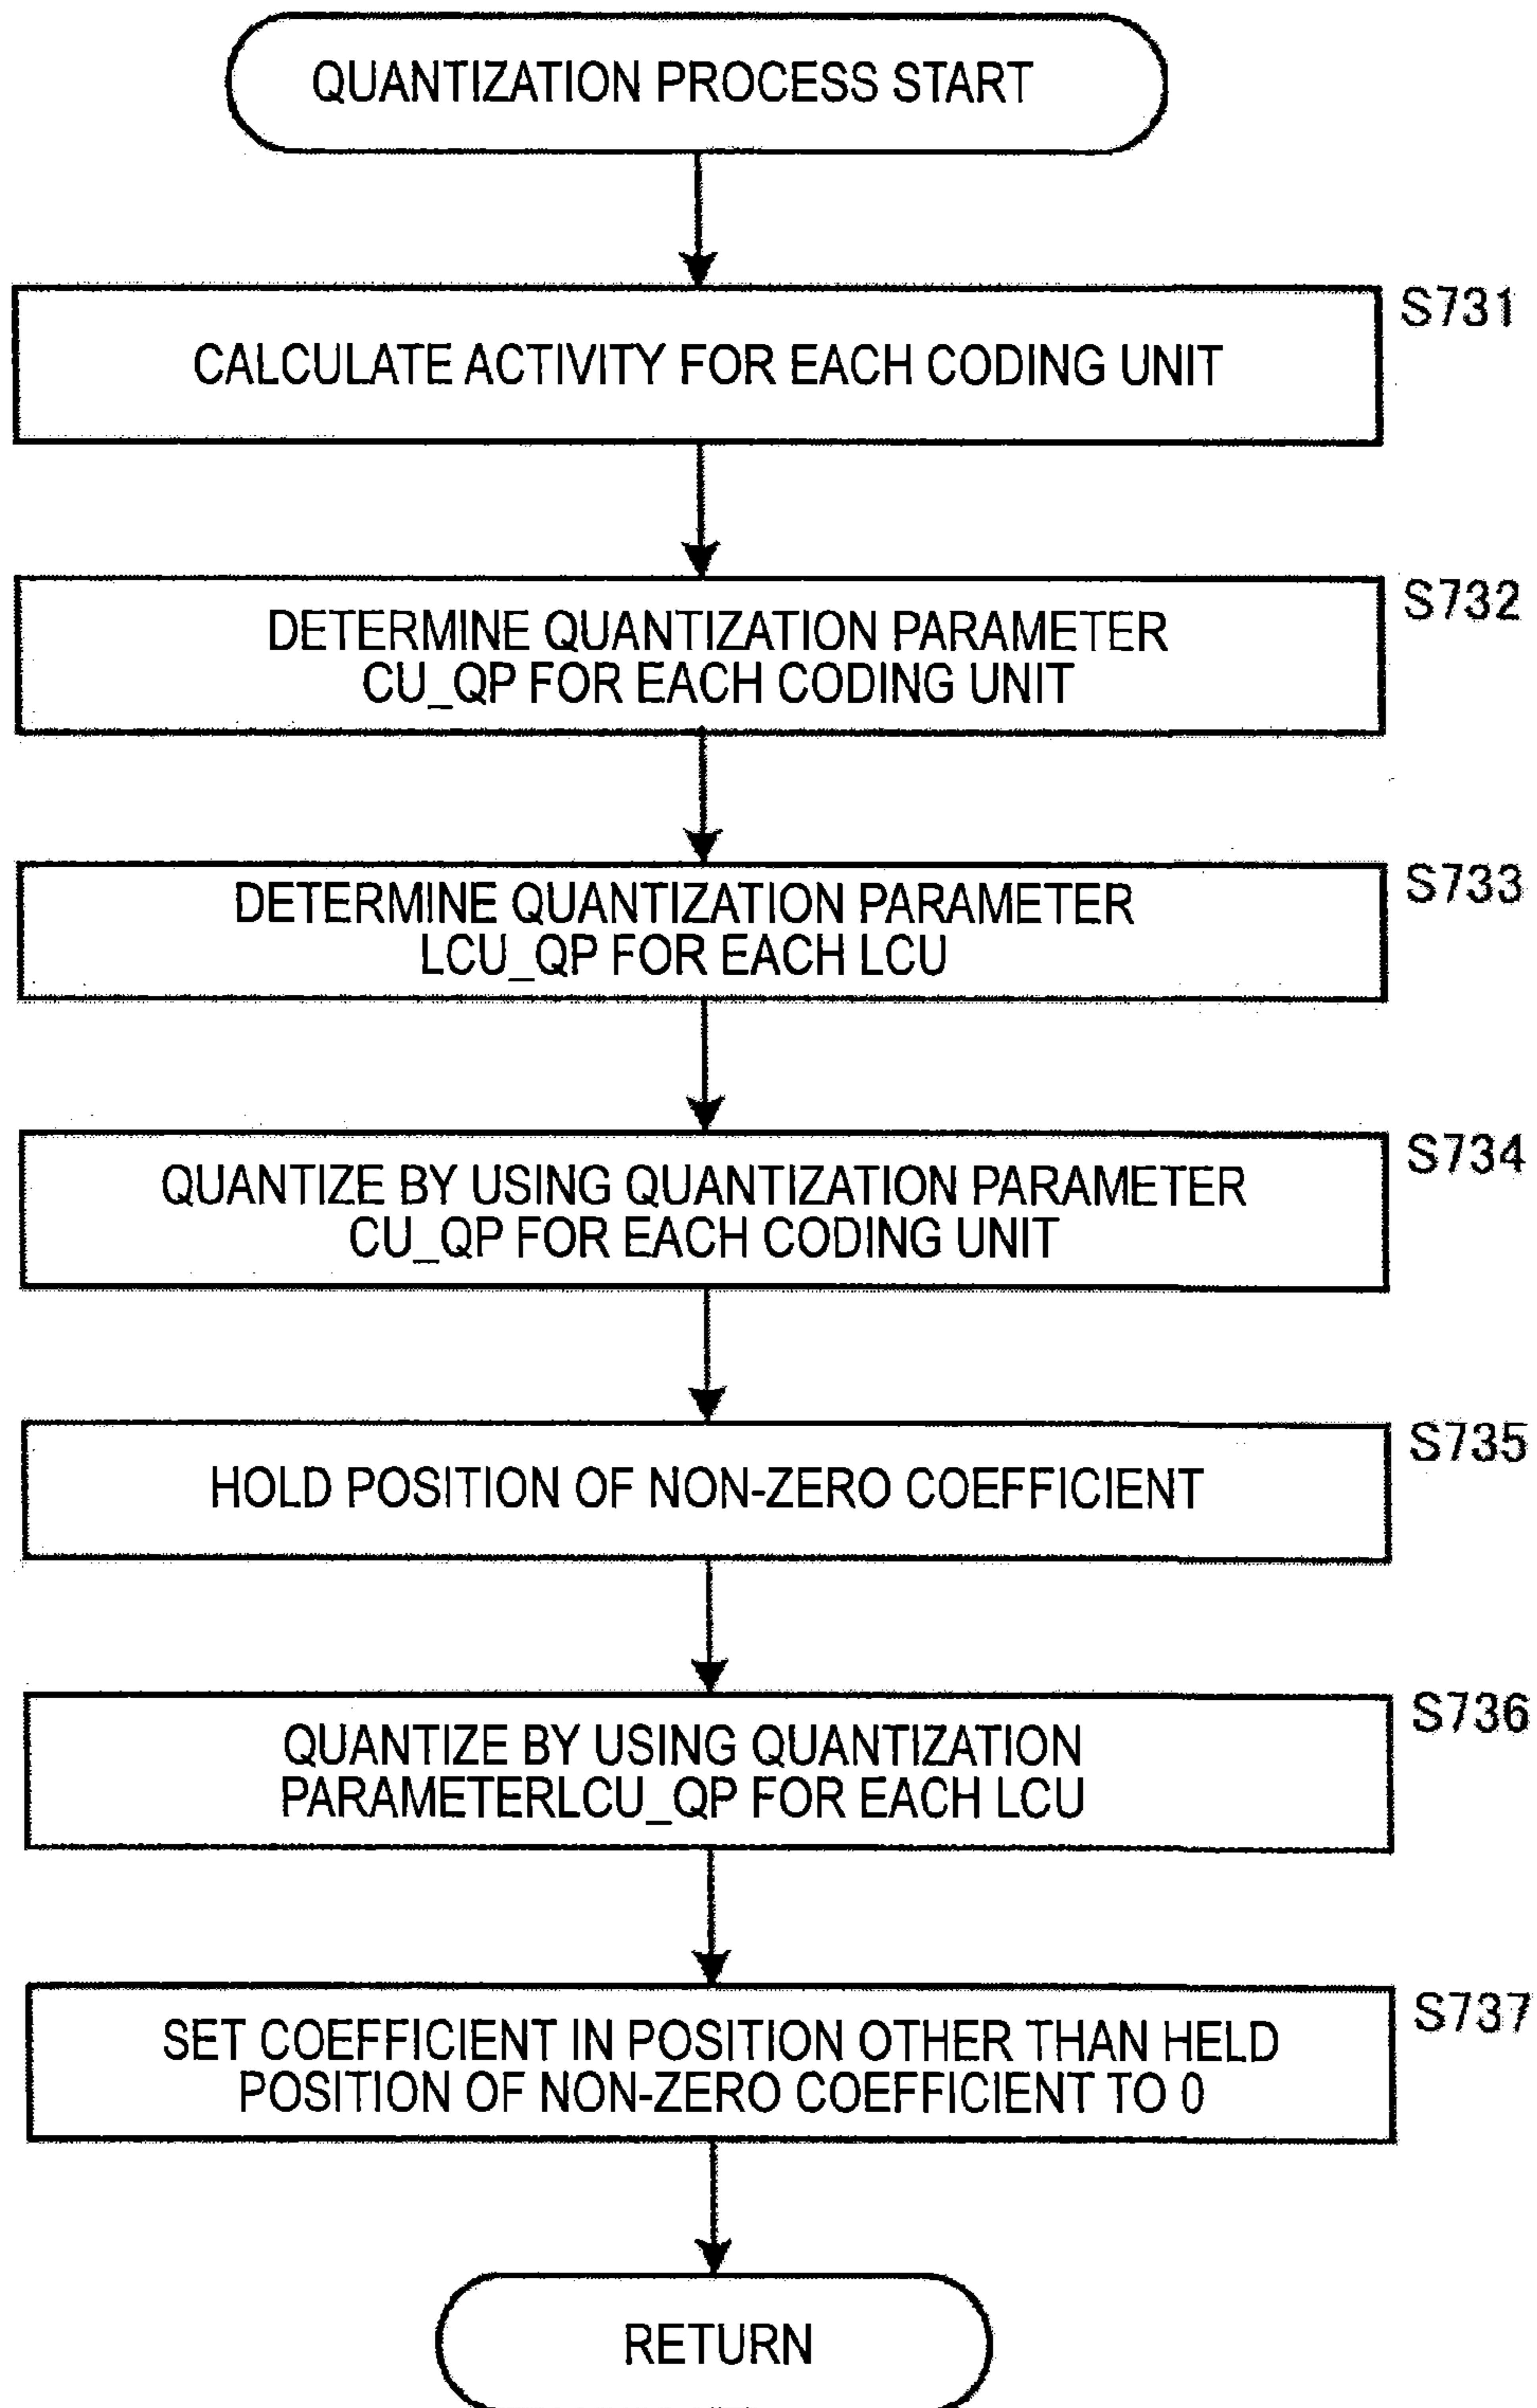 QUANTIZATION PROCESS START
S731
CALCULATE ACTIVITY FOR EACH CODING UNIT
S732
DETERMINE QUANTIZATION PARAMETER
CU_QP FOR EACH CODING UNIT
S733
DETERMINE QUANTIZATION PARAMETER
LCU_QP FOR EACH LCU
S734
QUANTIZE BY USING QUANTIZATION PARAMETER
CU_QP FOR EACH CODING UNIT
S735
HOLD POSITION OF NON-ZERO COEFFICIENT
S736
QUANTIZE BY USING QUANTIZATION
PARAMETERLCU_QP FOR EACH LCU
S737
SET COEFFICIENT IN POSITION OTHER THAN HELD
POSITION OF NON-ZERO COEFFICIENT TO 0
RETURN